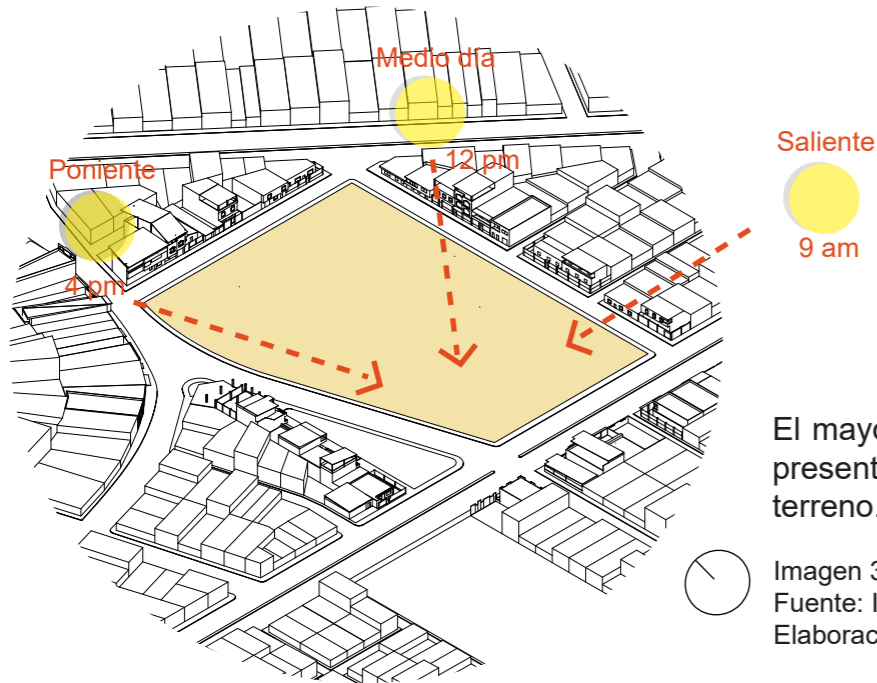 Medio día
12 pm
Poniente
4 pm
Saliente
9 am
El mayo
present
terreno.
Imagen 3
Fuente: I
Elaborac